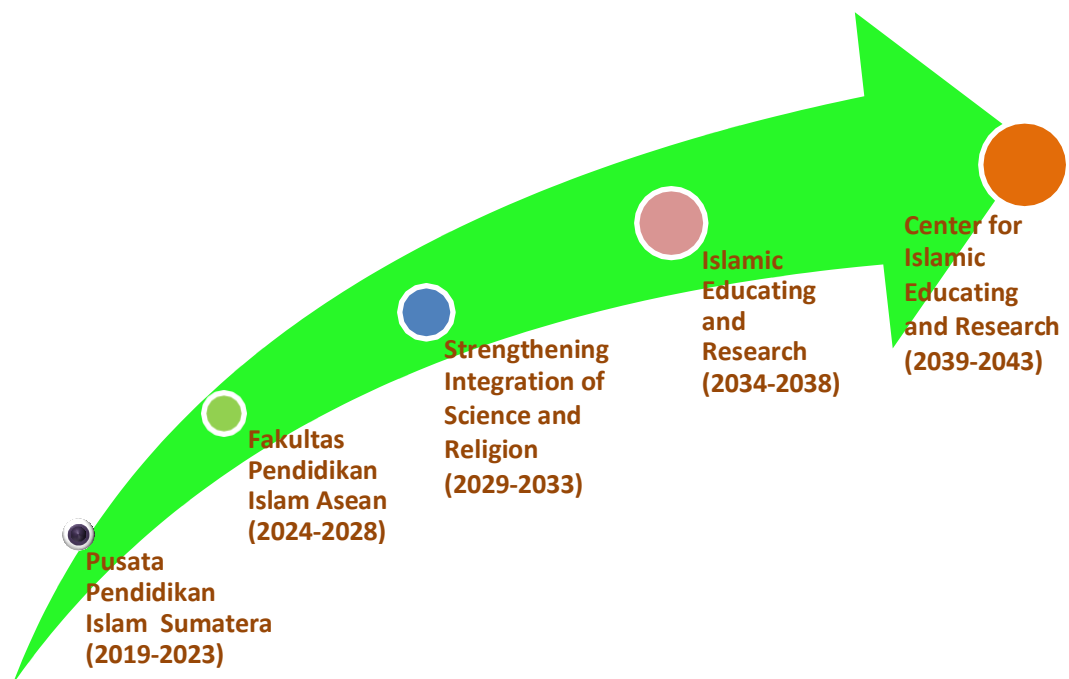 Pusata
Pendidikan
Islam  Sumatera
(2019-2023)
Fakultas
Pendidikan
Islam Asean
(2024-2028)
Strengthening
Integration of
Science and
Religion
(2029-2033)
Islamic
Educating
and
Research
(2034-2038)
Center for
Islamic
Educating
and Research
(2039-2043)